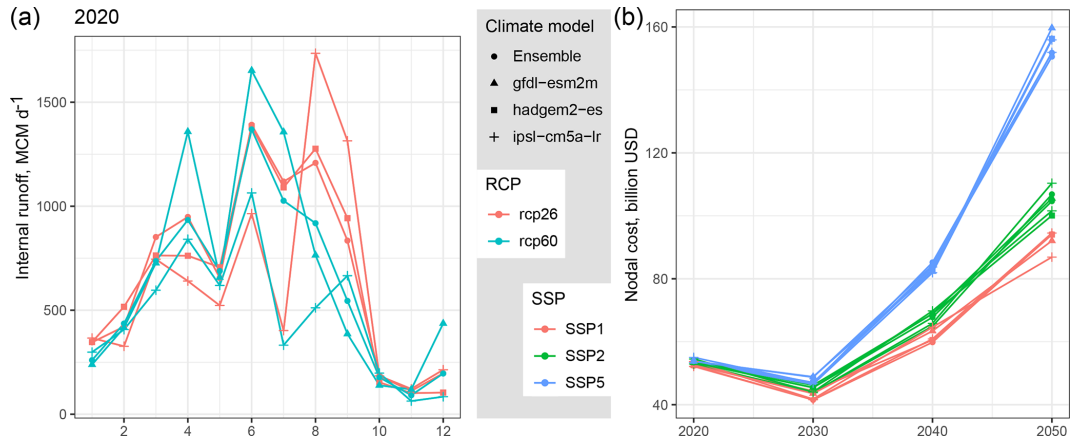 (a)
2020
Internal runoff, MCM d⁻¹
1500
1000
500
0
2 4 6 8 10 12
Climate model
Ensemble
gfdl−esm2m
hadgem2−es
ipsl−cm5a−lr
RCP
rcp26
rcp60
SSP
SSP1
SSP2
SSP5
(b)
Nodal cost, billion USD
160
120
80
40
2020 2030 2040 2050